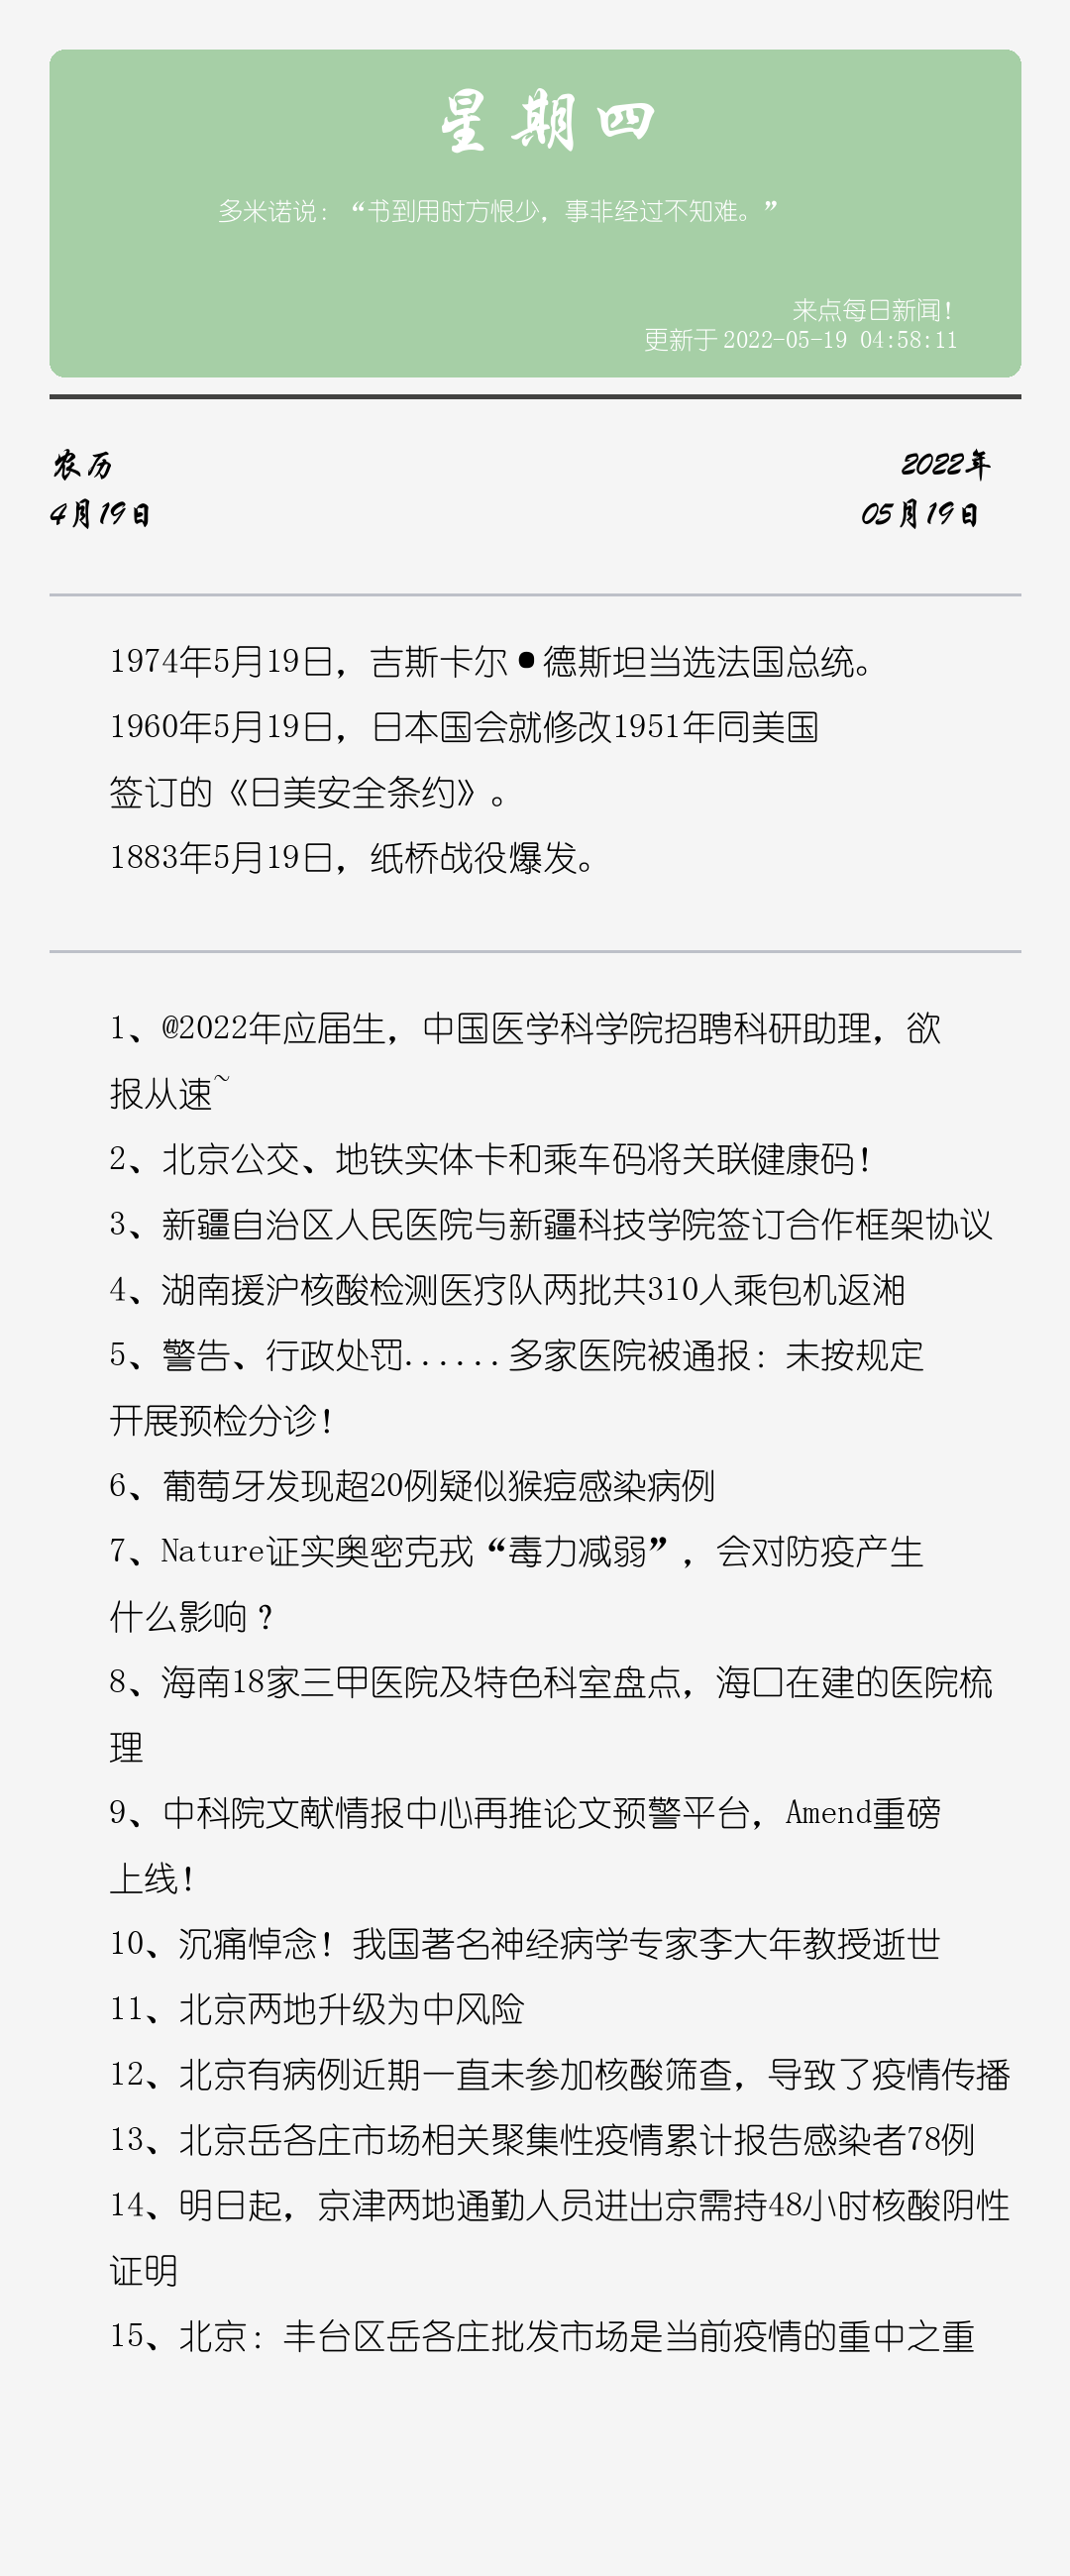 星期四
多米诺说：“书到用时方恨少，事非经过不知难。”
来点每日新闻！
更新于 2022-05-19 04:58:11
农历
2022年
4月19日
05月19日
1974年5月19日，吉斯卡尔•德斯坦当选法国总统。
1960年5月19日，日本国会就修改1951年同美国
签订的《日美安全条约》。
1883年5月19日，纸桥战役爆发。
1、@2022年应届生，中国医学科学院招聘科研助理，欲
报从速~
2、北京公交、地铁实体卡和乘车码将关联健康码！
3、新疆自治区人民医院与新疆科技学院签订合作框架协议
4、湖南援沪核酸检测医疗队两批共310人乘包机返湘
5、警告、行政处罚......多家医院被通报：未按规定
开展预检分诊！
6、葡萄牙发现超20例疑似猴痘感染病例
7、Nature证实奥密克戎“毒力减弱”，会对防疫产生
什么影响？
8、海南18家三甲医院及特色科室盘点，海口在建的医院梳
理
9、中科院文献情报中心再推论文预警平台，Amend重磅
上线！
10、沉痛悼念！我国著名神经病学专家李大年教授逝世
11、北京两地升级为中风险
12、北京有病例近期一直未参加核酸筛查，导致了疫情传播
13、北京岳各庄市场相关聚集性疫情累计报告感染者78例
14、明日起，京津两地通勤人员进出京需持48小时核酸阴性
证明
15、北京：丰台区岳各庄批发市场是当前疫情的重中之重